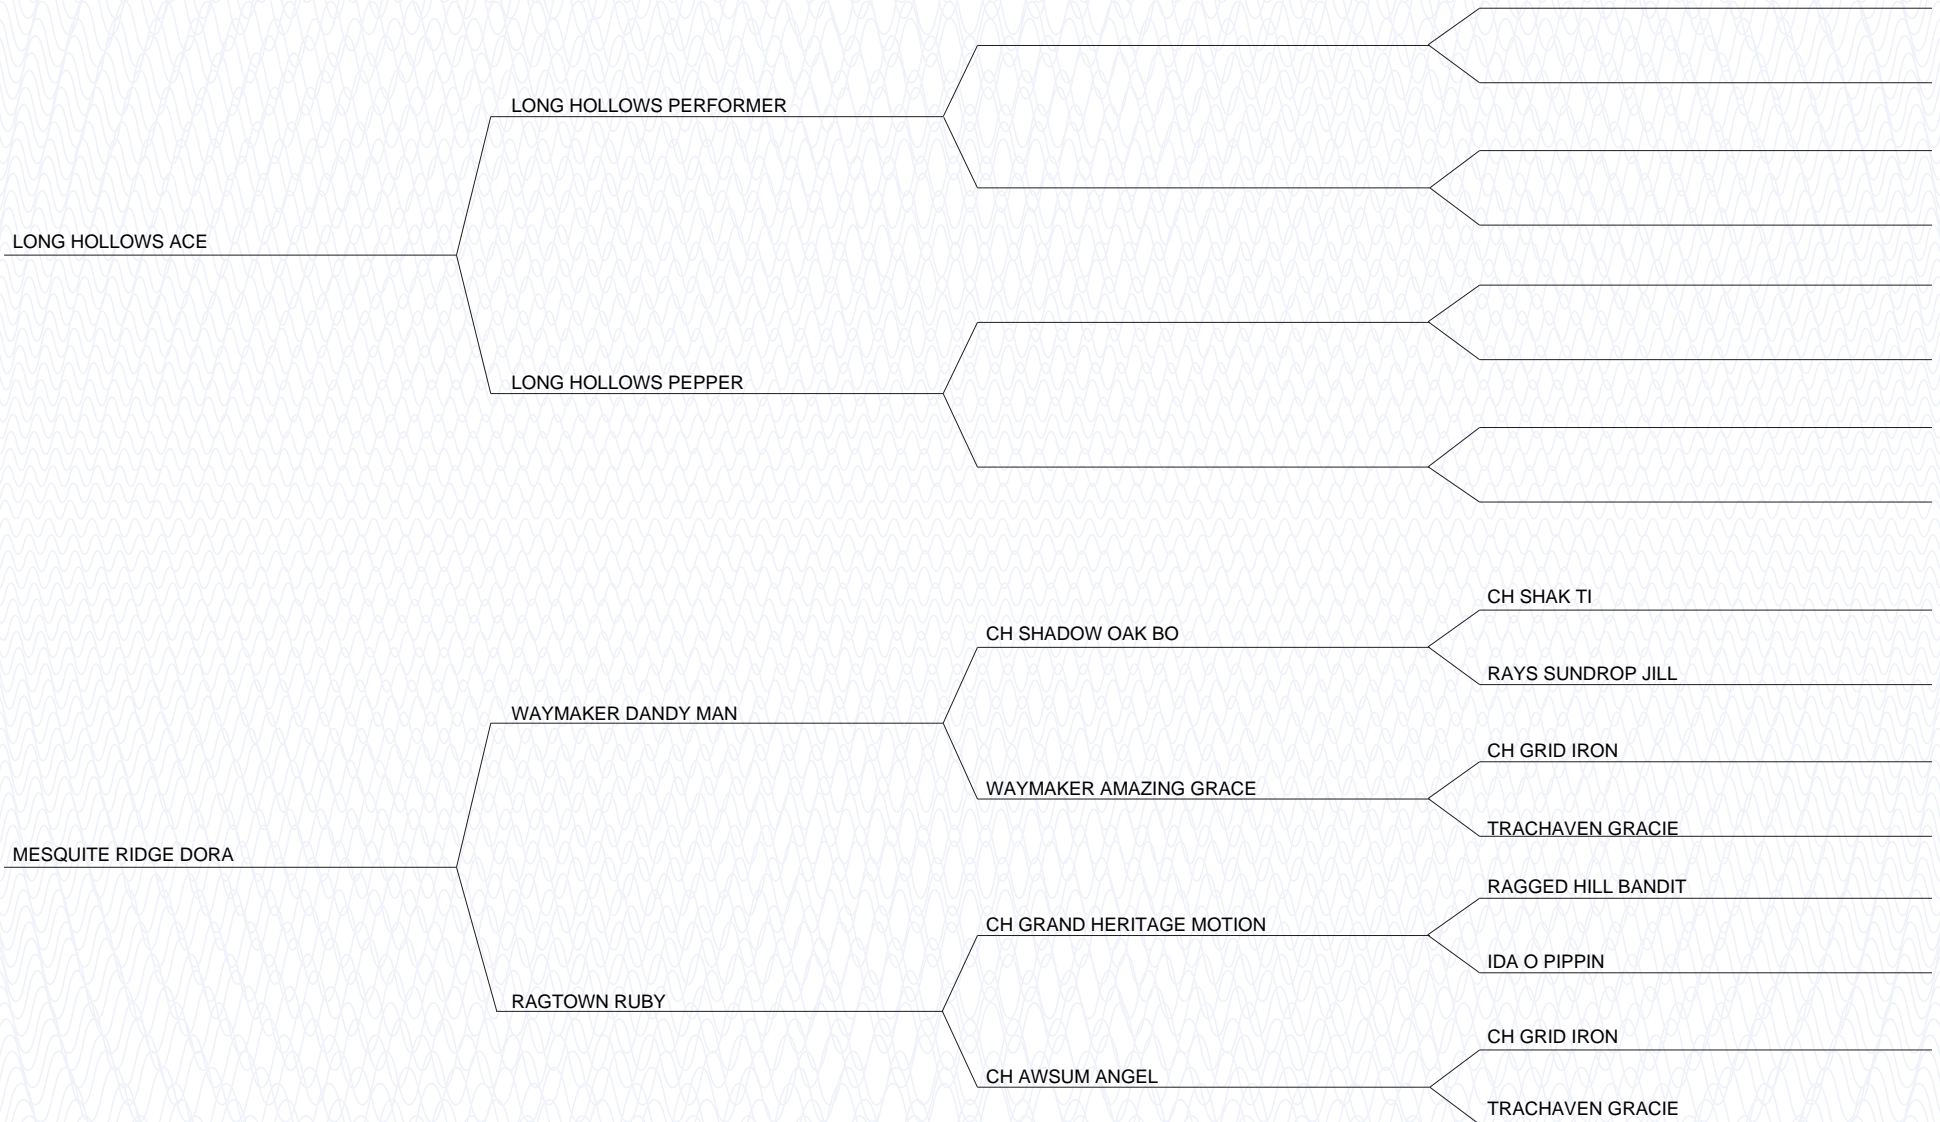 LONG HOLLOWS PERFORMER
LONG HOLLOWS ACE
LONG HOLLOWS PEPPER
CH SHAK TI
CH SHADOW OAK BO
RAYS SUNDROP JILL
WAYMAKER DANDY MAN
CH GRID IRON
WAYMAKER AMAZING GRACE
TRACHAVEN GRACIE
MESQUITE RIDGE DORA
RAGGED HILL BANDIT
CH GRAND HERITAGE MOTION
IDA O PIPPIN
RAGTOWN RUBY
CH GRID IRON
CH AWSUM ANGEL
TRACHAVEN GRACIE